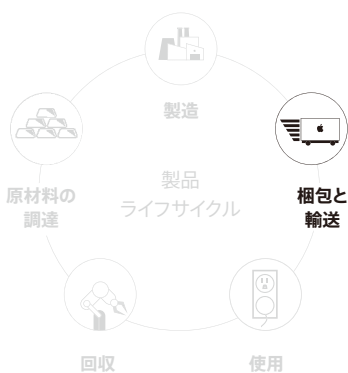 製造
原材料の
調達
製品
ライフサイクル
梱包と
輸送
回収
使用